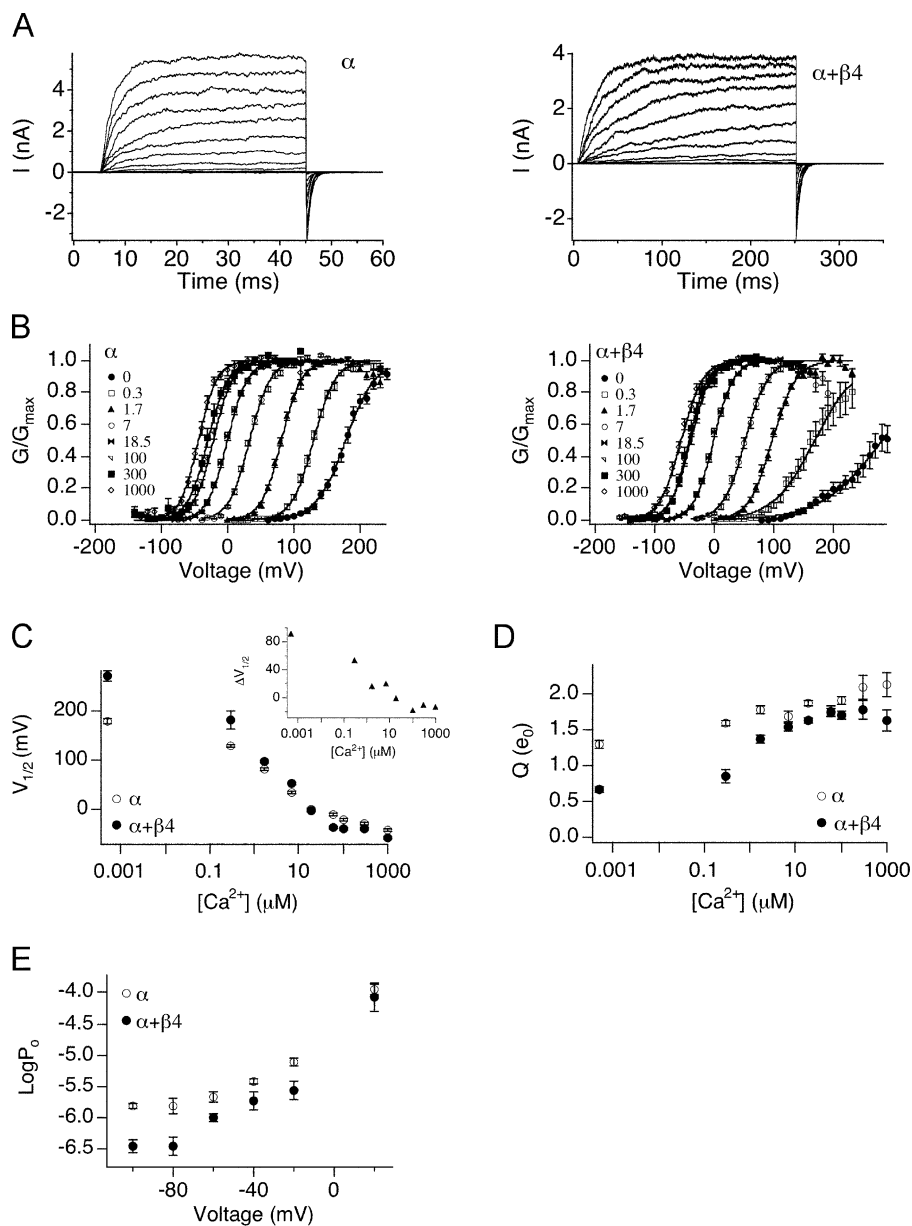 A
I (nA)
4
2
0
-2
α
0 10 20 30 40 50 60
Time (ms)
I (nA)
4
2
0
-2
α+β4
0 100 200 300
Time (ms)
B
G/Gmax
1.0
0.8
0.6
0.4
0.2
0.0
α
0
0.3
1.7
7
18.5
100
300
1000
-200 -100 0 100 200
Voltage (mV)
G/Gmax
1.0
0.8
0.6
0.4
0.2
0.0
α+β4
0
0.3
1.7
7
18.5
100
300
1000
-200 -100 0 100 200
Voltage (mV)
C
V1/2 (mV)
200
100
0
α
α+β4
0.001 0.1 10 1000
[Ca2+] (μM)
ΔV1/2
80
40
0
0.001 0.1 10 1000
[Ca2+] (μM)
D
Q (e0)
2.0
1.5
1.0
0.5
0.0
α
α+β4
0.001 0.1 10 1000
[Ca2+] (μM)
E
LogPo
-4.0
-4.5
-5.0
-5.5
-6.0
-6.5
α
α+β4
-80 -40 0
Voltage (mV)